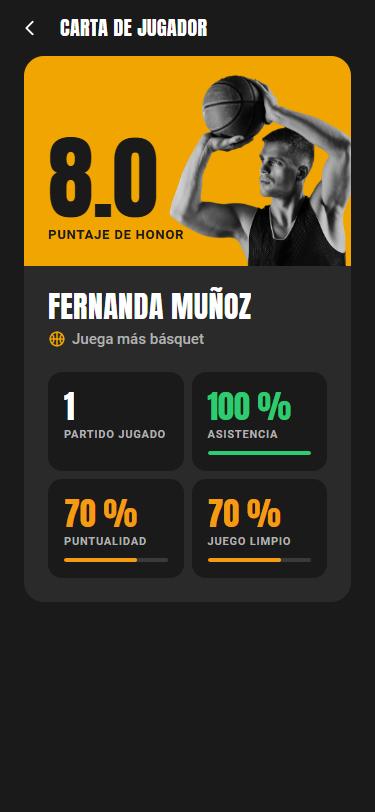 CARTA DE JUGADOR
8.0
PUNTAJE DE HONOR
FERNANDA MUÑOZ
Juega más básquet
1
PARTIDO JUGADO
100 %
ASISTENCIA
70 %
PUNTUALIDAD
70 %
JUEGO LIMPIO